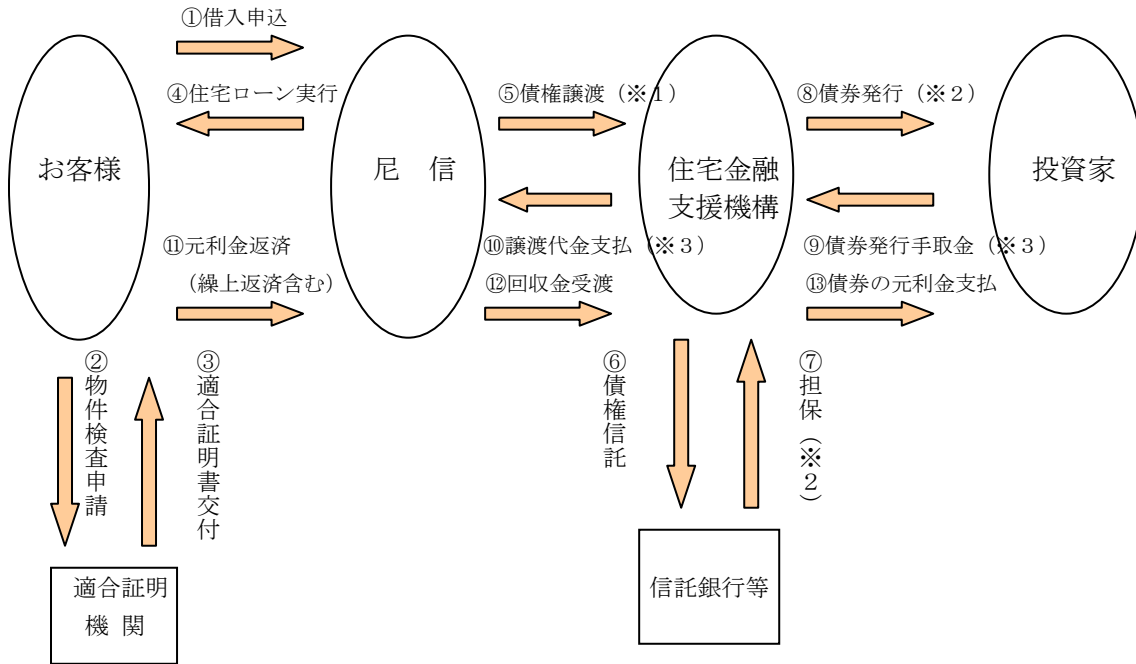 ①借入申込
④住宅ローン実行
⑤債権譲渡（※１）
⑧債券発行（※２）
お客様
尼　信
住宅金融
支援機構
投資家
⑪元利金返済
（繰上返済含む）
⑩譲渡代金支払（※３）
⑫回収金受渡
⑨債券発行手取金（※３）
⑬債券の元利金支払
②物件検査申請
③適合証明書交付
⑥債権信託
⑦担保（※２）
適合証明
機 関
信託銀行等